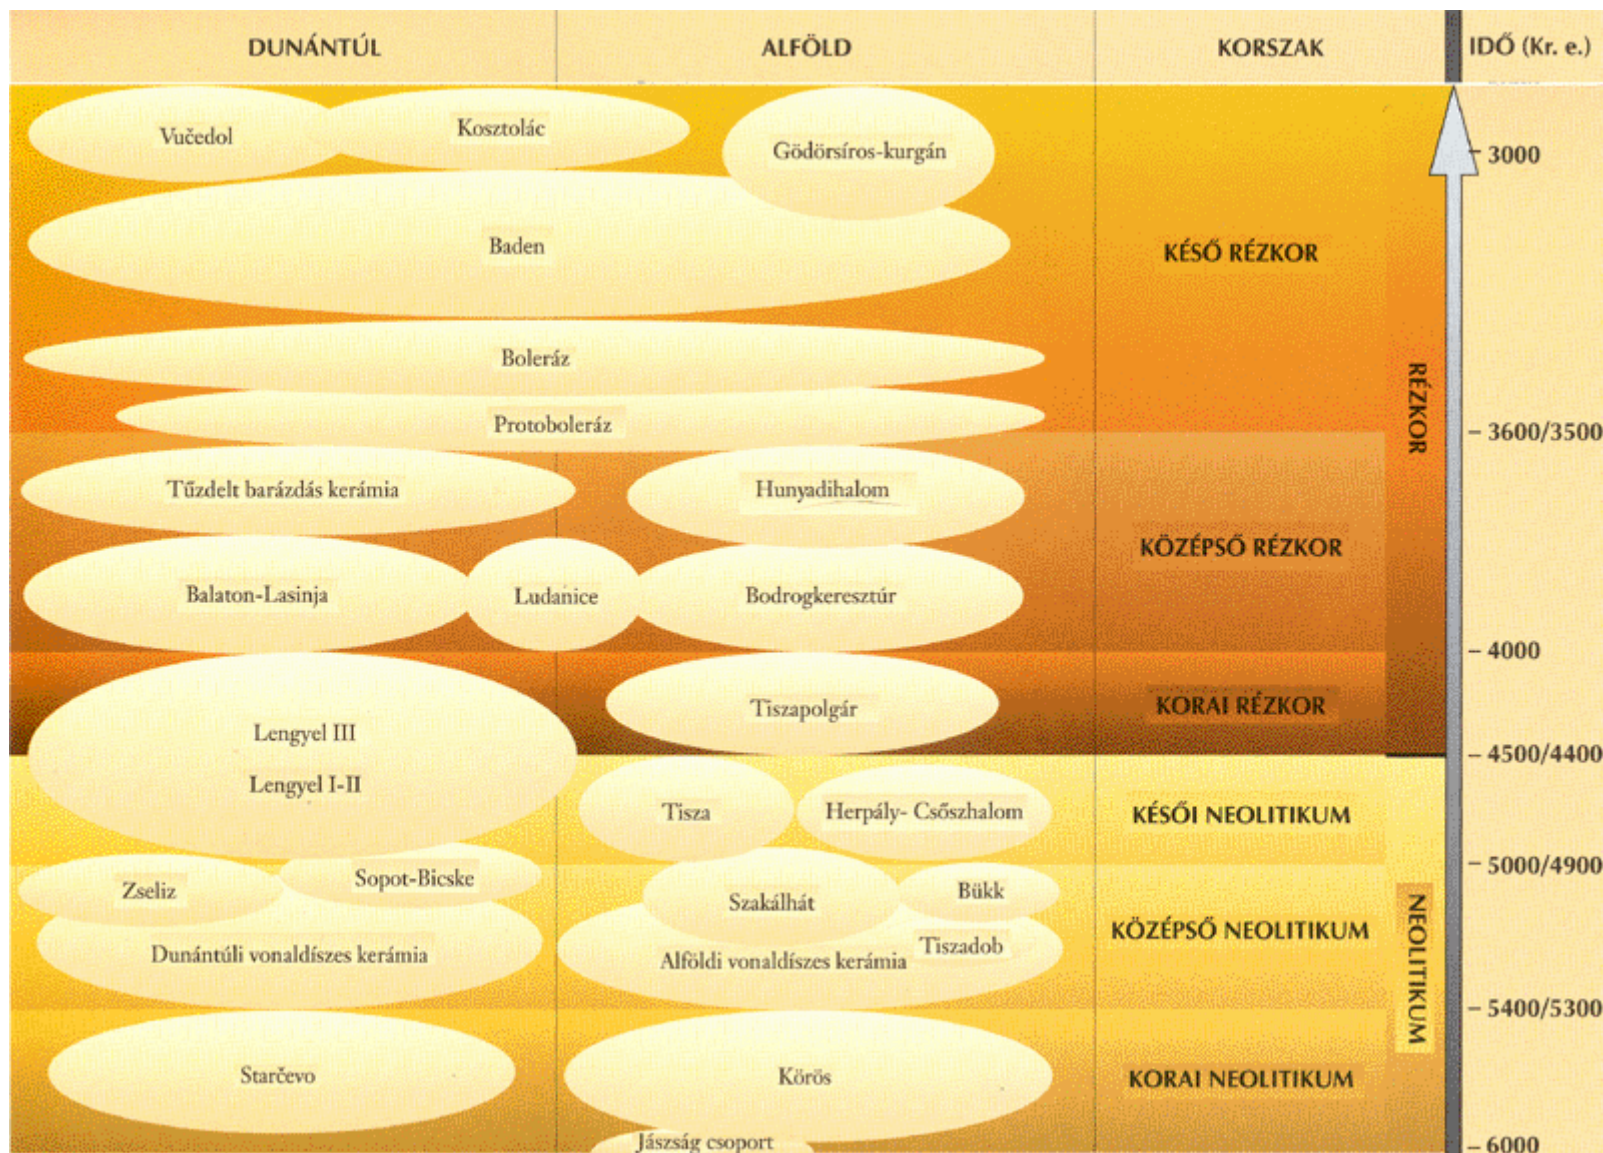 DUNÁNTÚL
ALFÖLD
KORSZAK
IDŐ (Kr. e.)
Vučedol
Kosztolác
Gödörsíros-kurgán
3000
Baden
KÉSŐ RÉZKOR
Boleráz
RÉZKOR
Protoboleráz
3600/3500
Tűzdelt barázdás kerámia
Hunyadihalom
KÖZÉPSŐ RÉZKOR
Balaton-Lasinja
Ludanice
Bodrogkeresztúr
4000
Tiszapolgár
KORAI RÉZKOR
Lengyel III
4500/4400
Lengyel I-II
Tisza
Herpály- Csőszhalom
KÉSŐI NEOLITIKUM
5000/4900
Zseliz
Sopot-Bicske
Szakálhát
Bükk
KÖZÉPSŐ NEOLITIKUM
NEOLITIKUM
Dunántúli vonaldíszes kerámia
Alföldi vonaldíszes kerámia
Tiszadob
5400/5300
Starčevo
Körös
KORAI NEOLITIKUM
Jászság csoport
6000